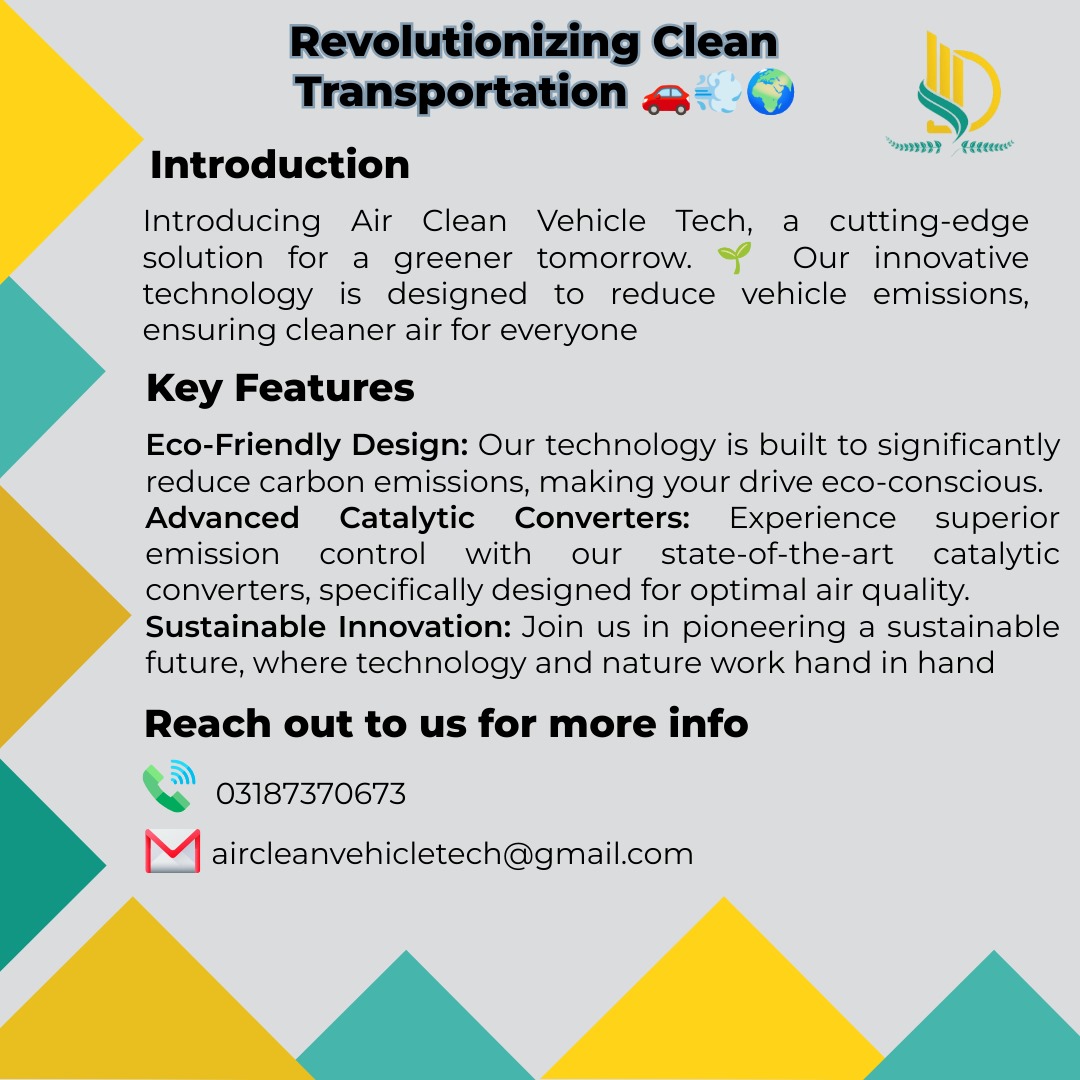 Revolutionizing Clean
Transportation 🚗💨🌍
Introduction
Introducing Air Clean Vehicle Tech, a cutting-edge
solution for a greener tomorrow. 🌱 Our innovative
technology is designed to reduce vehicle emissions,
ensuring cleaner air for everyone
Key Features
Eco-Friendly Design: Our technology is built to significantly
reduce carbon emissions, making your drive eco-conscious.
Advanced Catalytic Converters: Experience superior
emission control with our state-of-the-art catalytic
converters, specifically designed for optimal air quality.
Sustainable Innovation: Join us in pioneering a sustainable
future, where technology and nature work hand in hand
Reach out to us for more info
03187370673
aircleanvehicletech@gmail.com